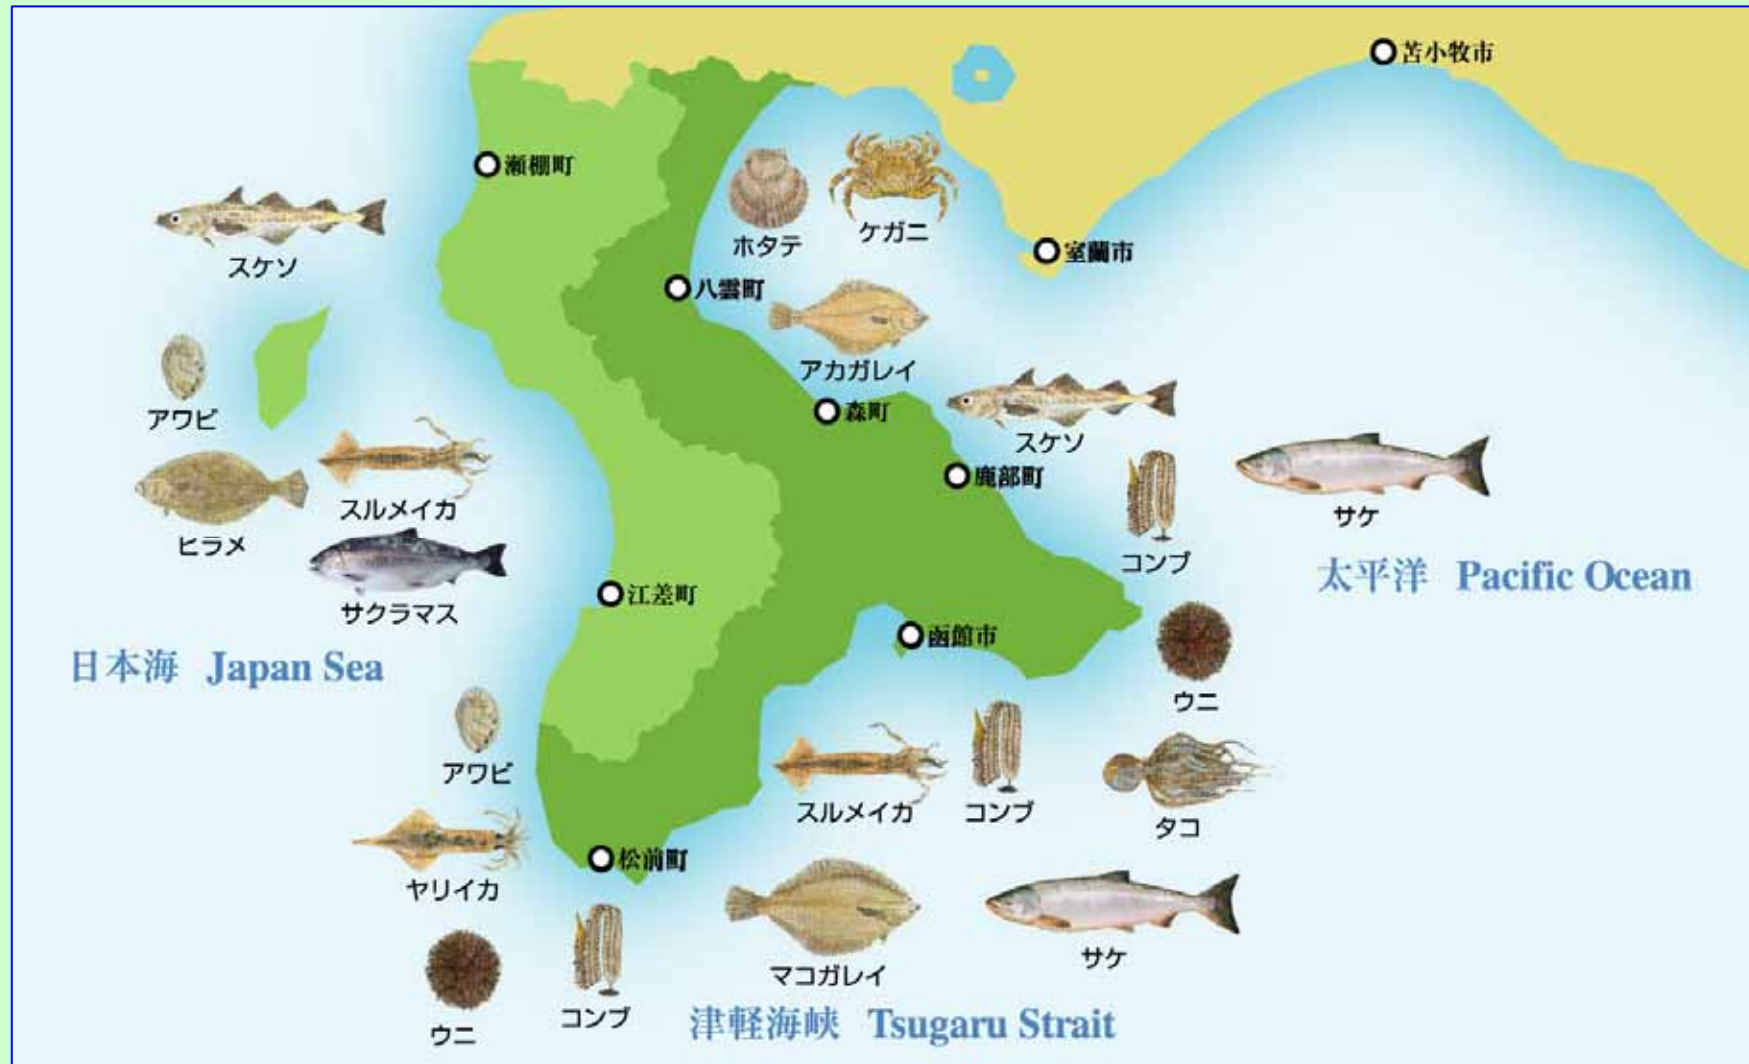 苫小牧市
瀬棚町
ホタテ
ケガニ
室蘭市
スケソ
八雲町
アカガレイ
アワビ
森町
スケソ
鹿部町
スルメイカ
サケ
ヒラメ
コンブ
太平洋 Pacific Ocean
サクラマス
江差町
函館市
日本海 Japan Sea
ウニ
アワビ
スルメイカ
コンブ
タコ
松前町
ヤリイカ
サケ
マコガレイ
コンブ
ウニ
津軽海峡 Tsugaru Strait